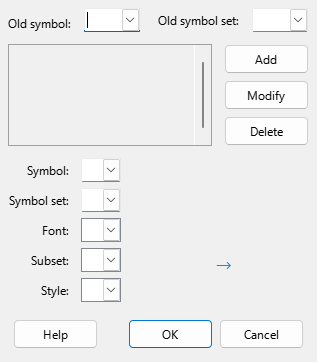 Old symbol: Old symbol set:
Add
Modify
Delete
Symbol:
Symbol set:
Font:
Subset:
Style:
→
Help OK Cancel